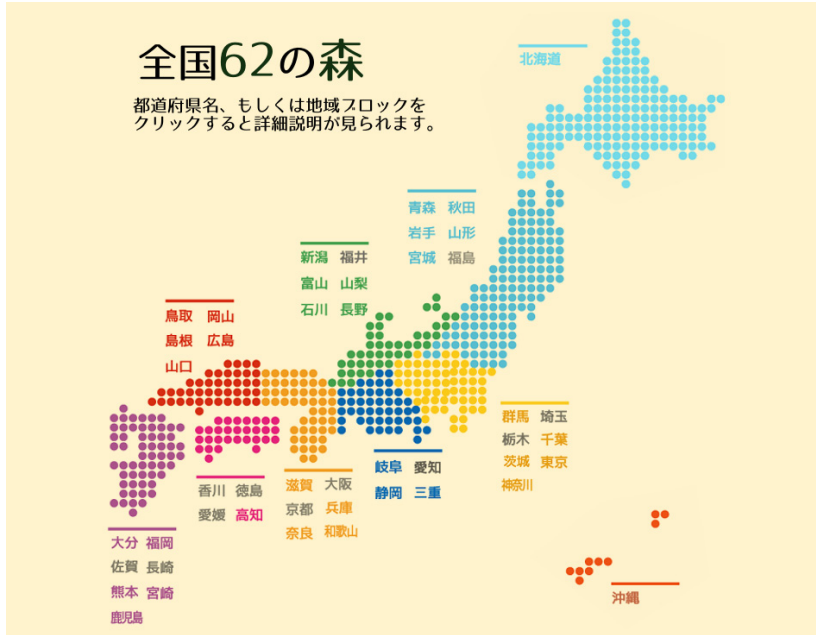 全国62の森
都道府県名、もしくは地域ブロックを
クリックすると詳細説明が見られます。
北海道
青森 秋田
岩手 山形
宮城 福島
新潟 福井
富山 山梨
石川 長野
鳥取 岡山
島根 広島
山口
群馬 埼玉
栃木 千葉
茨城 東京
神奈川
岐阜 愛知
静岡 三重
滋賀 大阪
京都 兵庫
奈良 和歌山
香川 徳島
愛媛 高知
大分 福岡
佐賀 長崎
熊本 宮崎
鹿児島
沖縄